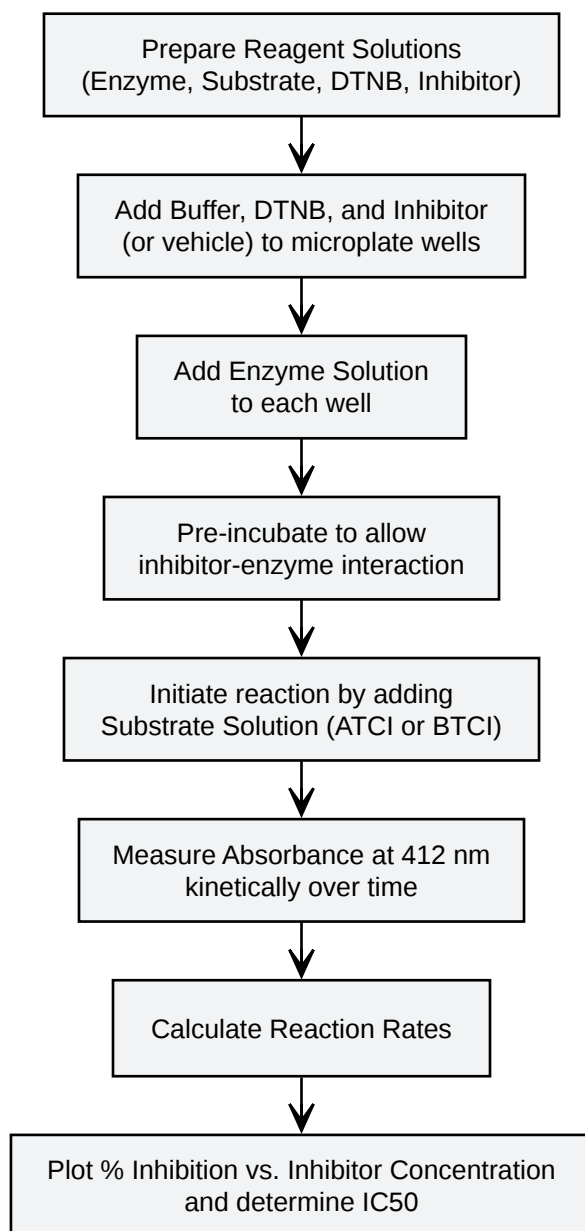 Prepare Reagent Solutions
(Enzyme, Substrate, DTNB, Inhibitor)
Add Buffer, DTNB, and Inhibitor
(or vehicle) to microplate wells
Add Enzyme Solution
to each well
Pre-incubate to allow
inhibitor-enzyme interaction
Initiate reaction by adding
Substrate Solution (ATCI or BTCI)
Measure Absorbance at 412 nm
kinetically over time
Calculate Reaction Rates
Plot % Inhibition vs. Inhibitor Concentration
and determine IC50